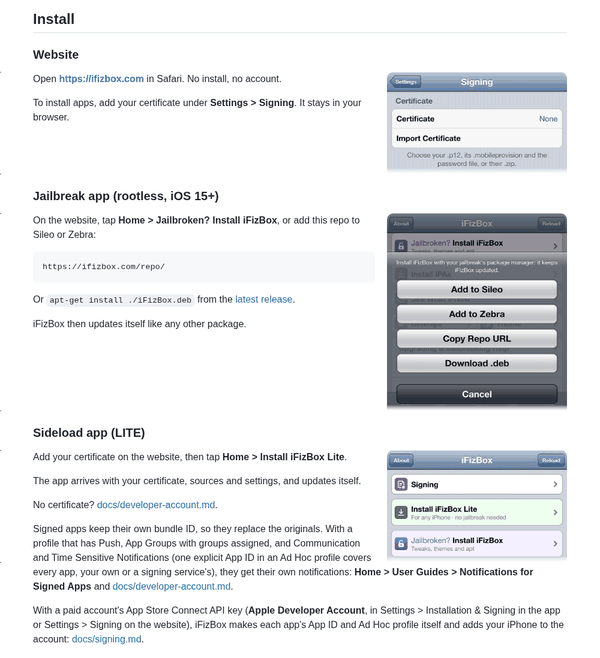 Install
Website
Open https://ifizbox.com in Safari. No install, no account.
To install apps, add your certificate under Settings > Signing. It stays in your
browser.
Settings
Signing
Certificate
Certificate None
Import Certificate
Choose your .p12, its .mobileprovision and the
password file, or their .zip.
Jailbreak app (rootless, iOS 15+)
On the website, tap Home > Jailbroken? Install iFizBox, or add this repo to
Sileo or Zebra:
https://ifizbox.com/repo/
Or apt-get install ./iFizBox.deb from the latest release.
iFizBox then updates itself like any other package.
About
iFizBox
Reload
Jailbroken? Install iFizBox
Install iFizBox with your jailbreak's package manager: it keeps
iFizBox updated.
Add to Sileo
Add to Zebra
Copy Repo URL
Download .deb
Cancel
Sideload app (LITE)
Add your certificate on the website, then tap Home > Install iFizBox Lite.
The app arrives with your certificate, sources and settings, and updates itself.
No certificate? docs/developer-account.md.
Signed apps keep their own bundle ID, so they replace the originals. With a
profile that has Push, App Groups with groups assigned, and Communication
and Time Sensitive Notifications (one explicit App ID in an Ad Hoc profile covers
every app, your own or a signing service's), they get their own notifications: Home > User Guides > Notifications for
Signed Apps and docs/developer-account.md.
With a paid account's App Store Connect API key (Apple Developer Account, in Settings > Installation & Signing in the app
or Settings > Signing on the website), iFizBox makes each app's App ID and Ad Hoc profile itself and adds your iPhone to the
account: docs/signing.md.
About
iFizBox
Reload
Signing
Install iFizBox Lite
For any iPhone · no jailbreak needed
Jailbroken? Install iFizBox
Tweaks, themes and apt